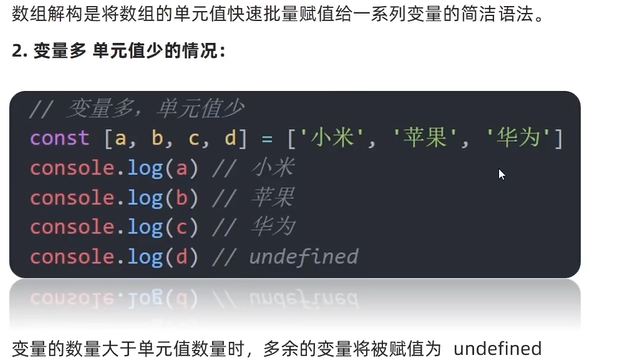 数组解构是将数组的单元值快速批量赋值给一系列变量的简洁语法。
2. 变量多 单元值少的情况：
// 变量多，单元值少
const [a, b, c, d] = ['小米', '苹果', '华为']
console.log(a) // 小米
console.log(b) // 苹果
console.log(c) // 华为
console.log(d) // undefined
变量的数量大于单元值数量时，多余的变量将被赋值为 undefined